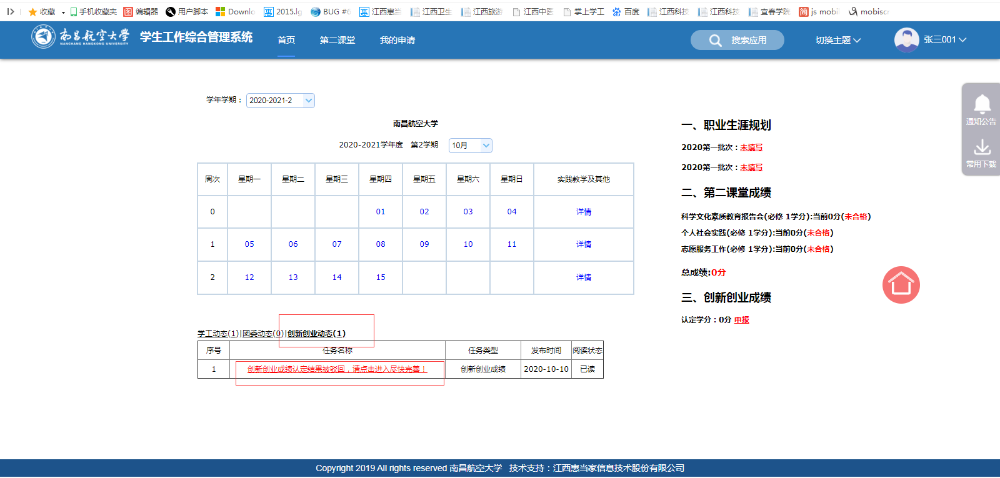 收藏 手机收藏夹 图 编辑器 用户脚本 Downlo 惠 2015.lg BUG #6 惠 江西惠当 江西卫生 江西旅游 江西中医 掌上学工 百度 江西科技 江西科技 宜春学院 简 js mobil mobiscr
南昌航空大学 NANCHANG HANGKONG UNIVERSITY 学生工作综合管理系统 首页 第二课堂 我的申请 搜索应用 切换主题 张三001
通知公告
常用下载
学年学期： 2020-2021-2
南昌航空大学
2020-2021学年度 第2学期 10月
周次 星期一 星期二 星期三 星期四 星期五 星期六 星期日 实践教学及其他
0 01 02 03 04 详情
1 05 06 07 08 09 10 11 详情
2 12 13 14 15 详情
学工动态(1)|团委动态(0)|创新创业动态(1)
序号 任务名称 任务类型 发布时间 阅读状态
1 创新创业成绩认定结果被驳回，请点击进入尽快完善！ 创新创业成绩 2020-10-10 已读
一、职业生涯规划
2020第一批次：未填写
2020第一批次：未填写
二、第二课堂成绩
科学文化素质教育报告会(必修 1学分):当前0分(未合格)
个人社会实践(必修 1学分):当前0分(未合格)
志愿服务工作(必修 1学分):当前0分(未合格)
总成绩:0分
三、创新创业成绩
认定学分：0分 申报
Copyright 2019 All rights reserved 南昌航空大学 技术支持：江西惠当家信息技术股份有限公司